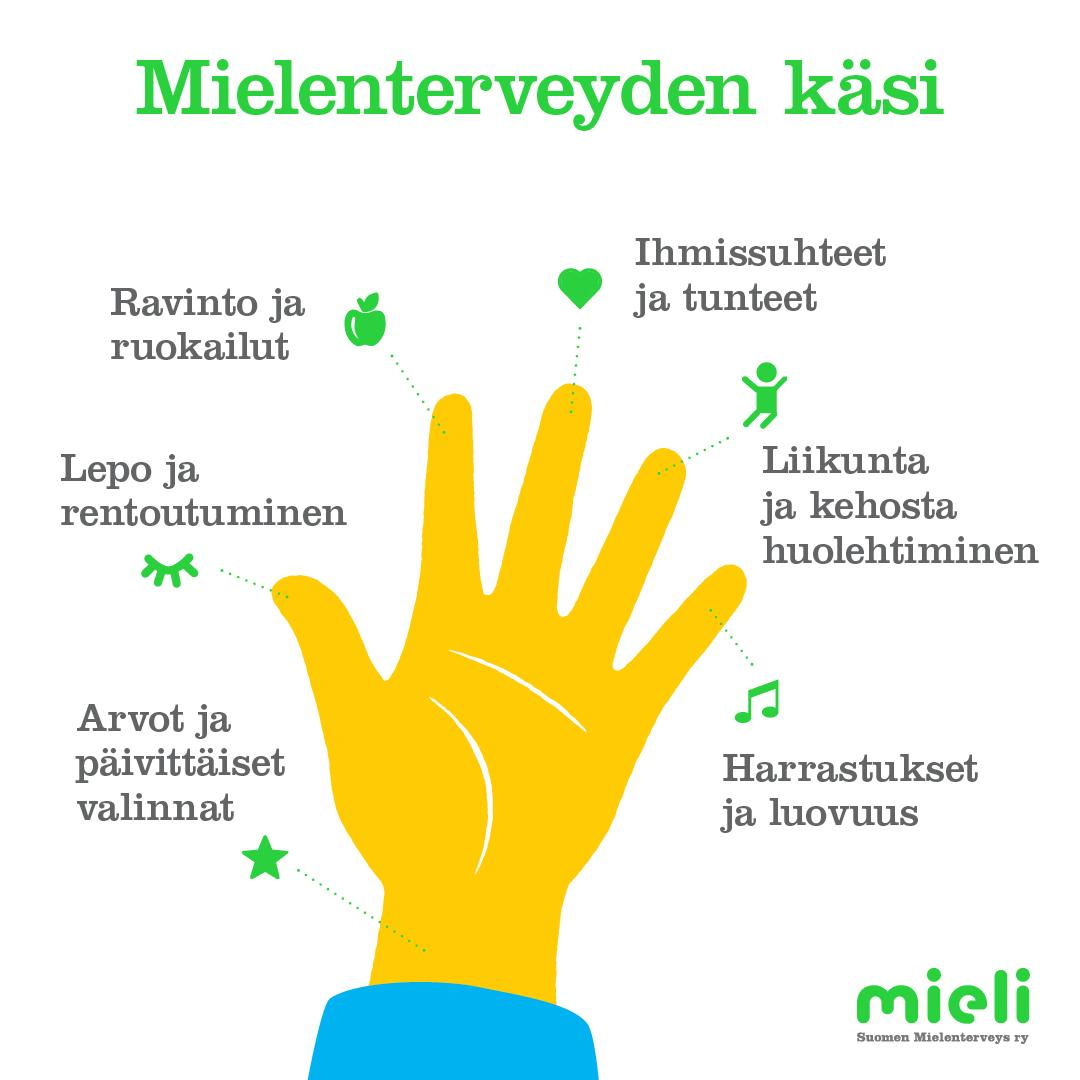 Mielenterveyden käsi
Ihmissuhteet
ja tunteet
Ravinto ja
ruokailut
Liikunta
ja kehosta
huolehtiminen
Lepo ja
rentoutuminen
Arvot ja
päivittäiset
valinnat
Harrastukset
ja luovuus
mieli
Suomen Mielenterveys ry